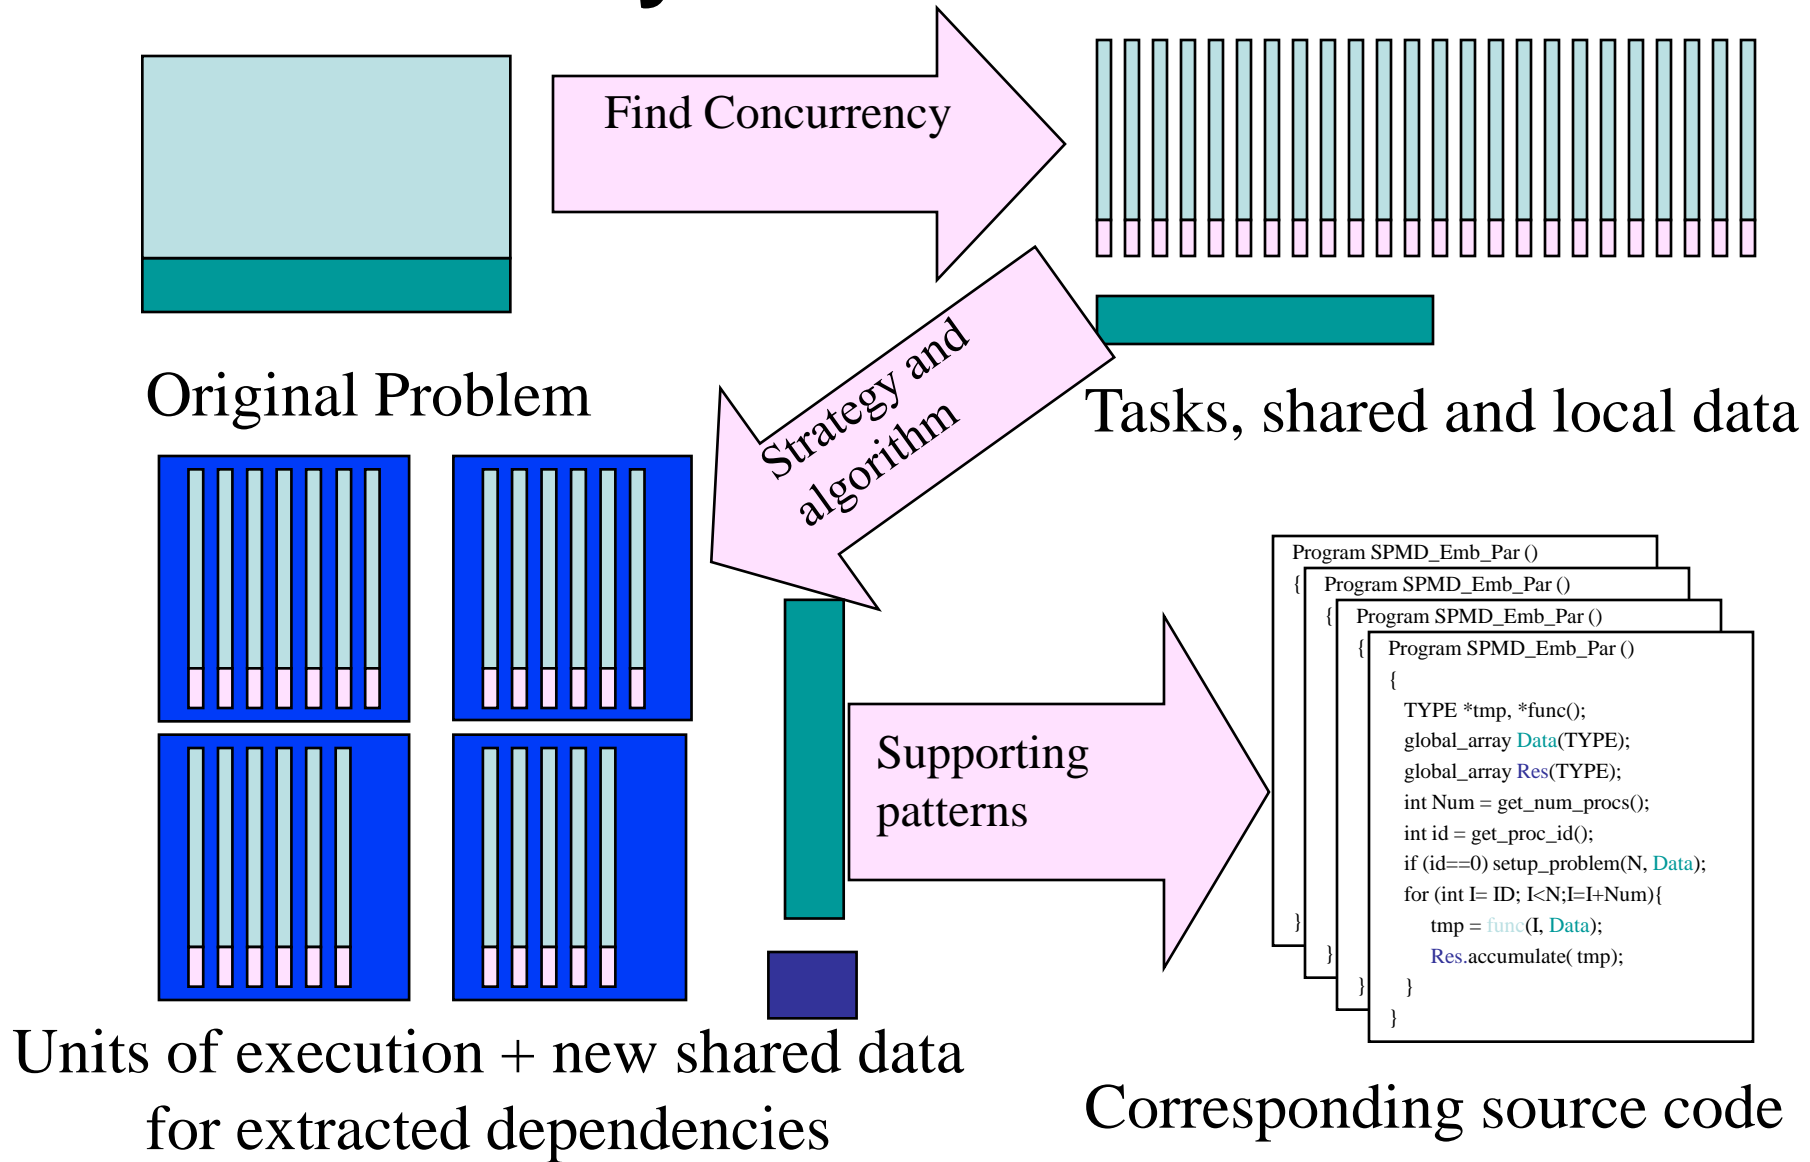 Find Concurrency
Original Problem
Tasks, shared and local data
Strategy and
algorithm
Supporting
patterns
Units of execution + new shared data
for extracted dependencies
Program SPMD_Emb_Par ()
{
}
Program SPMD_Emb_Par ()
{
}
Program SPMD_Emb_Par ()
{
}
Program SPMD_Emb_Par ()
{
TYPE *tmp, *func();
global_array Data(TYPE);
global_array Res(TYPE);
int Num = get_num_procs();
int id = get_proc_id();
if (id==0) setup_problem(N, Data);
for (int I= ID; I<N;I=I+Num){
tmp = func(I, Data);
Res.accumulate( tmp);
}
}
Corresponding source code